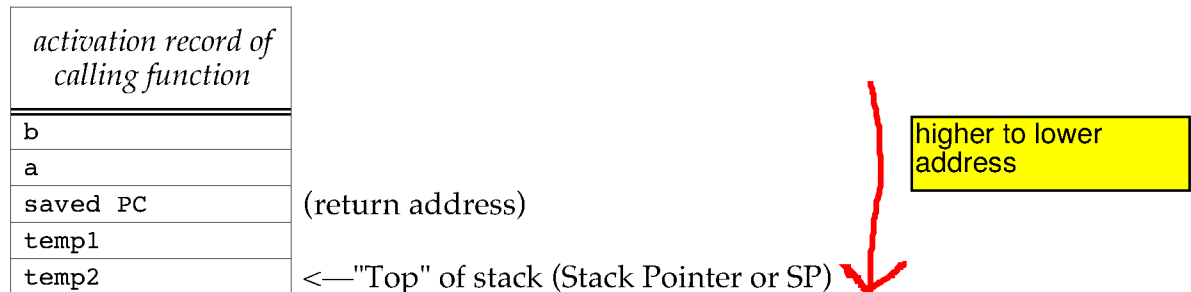 activation record of
calling function
b
a
saved PC (return address)
temp1
temp2 <—"Top" of stack (Stack Pointer or SP)
higher to lower
address